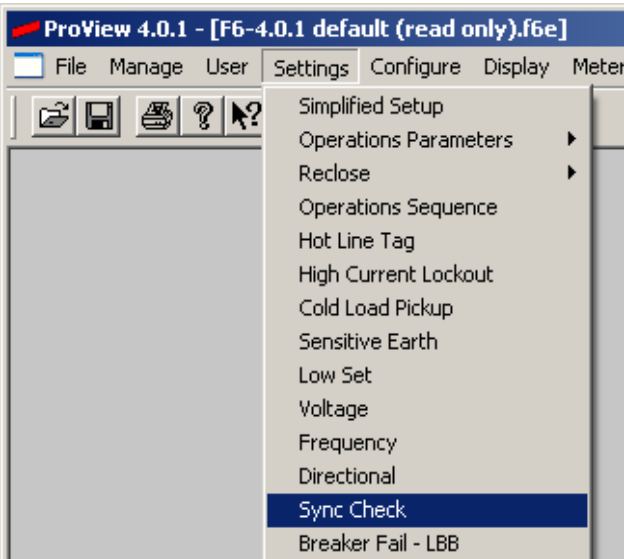 ProView 4.0.1 - [F6-4.0.1 default (read only).f6e]
File Manage User Settings Configure Display Meter
Simplified Setup
Operations Parameters
Reclose
Operations Sequence
Hot Line Tag
High Current Lockout
Cold Load Pickup
Sensitive Earth
Low Set
Voltage
Frequency
Directional
Sync Check
Breaker Fail - LBB